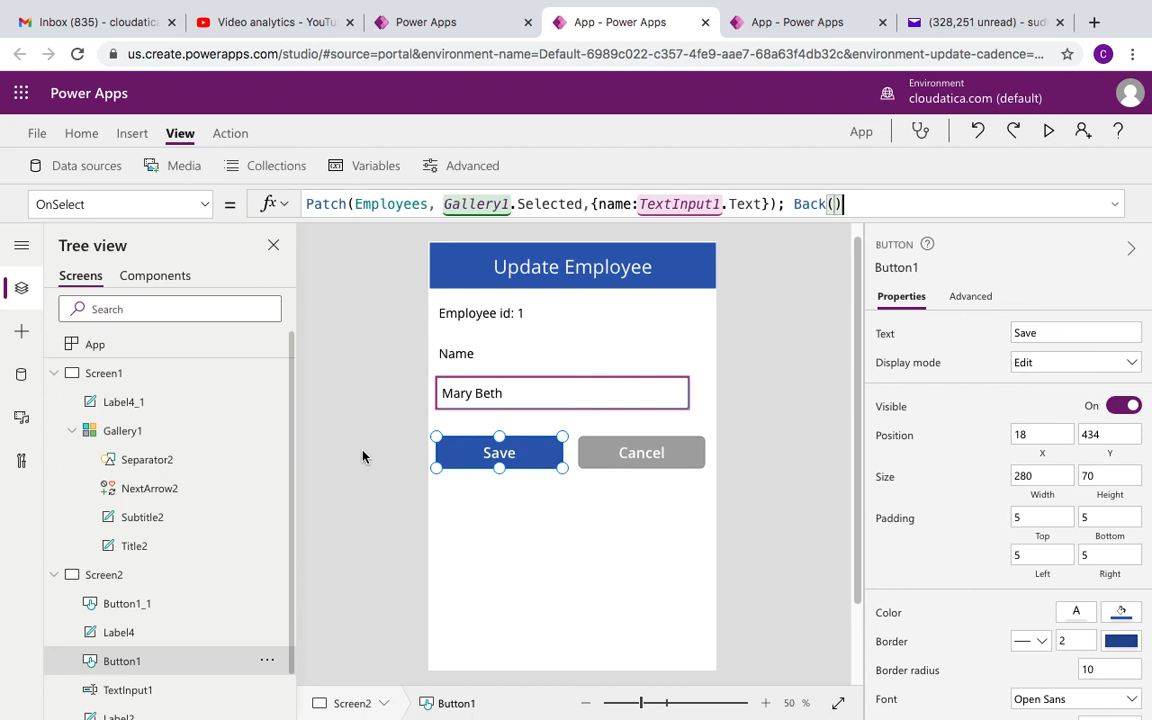 Inbox (835) - cloudatica
Video analytics - YouTu
Power Apps
App - Power Apps
App - Power Apps
(328,251 unread) - sud
us.create.powerapps.com/studio/#source=portal&environment-name=Default-6989c022-c357-4fe9-aae7-68a63f4db32c&environment-update-cadence=...
C
Power Apps
Environment
cloudatica.com (default)
File Home Insert View Action
App
Data sources Media Collections Variables Advanced
OnSelect = fx Patch(Employees, Gallery1.Selected,{name:TextInput1.Text}); Back()
Tree view
Screens Components
Search
App
Screen1
Label4_1
Gallery1
Separator2
NextArrow2
Subtitle2
Title2
Screen2
Button1_1
Label4
Button1 ...
TextInput1
Label2
Update Employee
Employee id: 1
Name
Mary Beth
Save Cancel
Screen2 Button1
50 %
BUTTON ?
Button1
Properties Advanced
Text Save
Display mode Edit
Visible On
Position 18 434
X Y
Size 280 70
Width Height
Padding 5 5
Top Bottom
5 5
Left Right
Color A
Border 2
Border radius 10
Font Open Sans